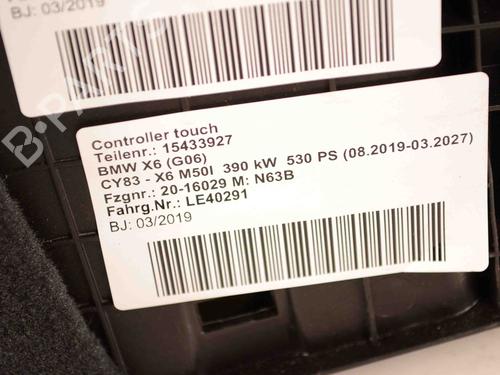 BJ: 03/2019
B-PARTS
Controller touch
Teilenr.: 15433927
BMW X6 (G06)
CY83 - X6 M50I 390 kW 530 PS (08.2019-03.2027)
Fzgnr.: 20-16029 M: N63B
Fahrg.Nr.: LE40291
BJ: 03/2019